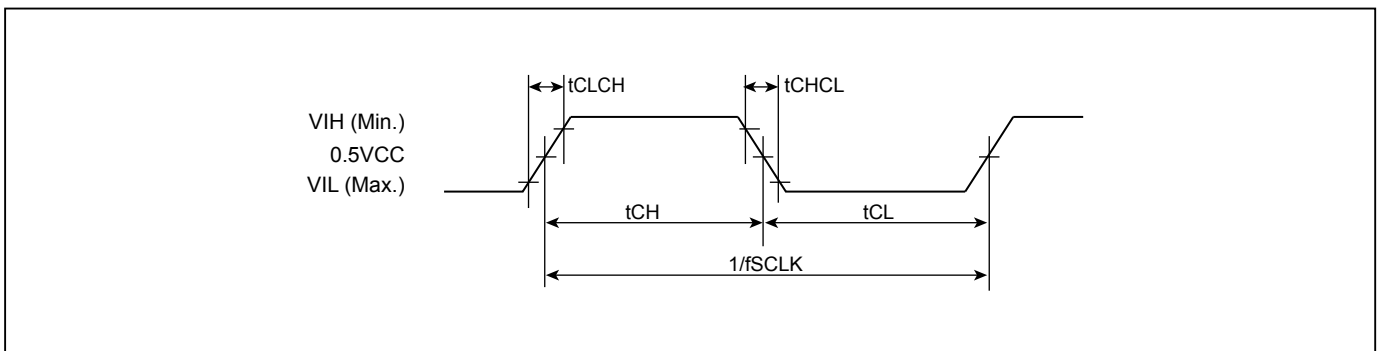 tCLCH
tCHCL
VIH (Min.)
0.5VCC
VIL (Max.)
tCH
tCL
1/fSCLK